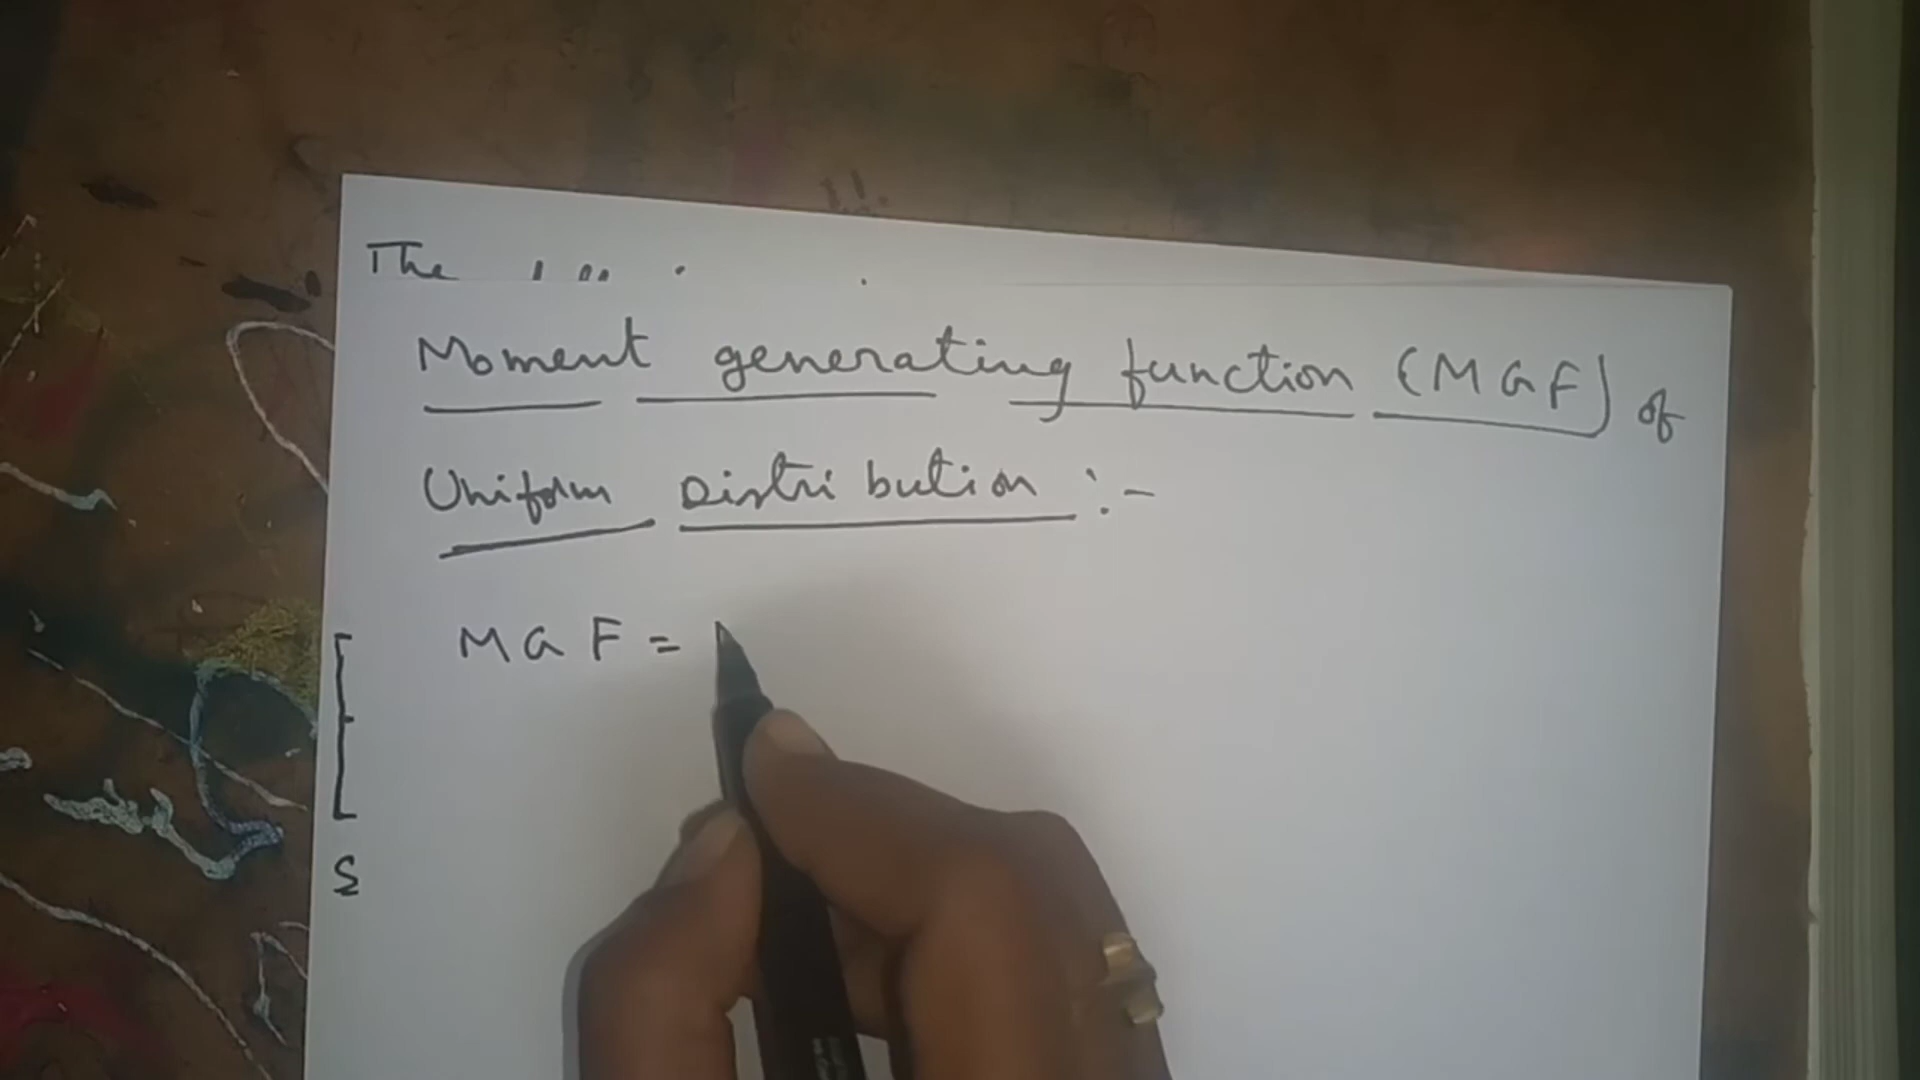 The
Moment generating function (MGF) of
Uniform Distribution :-
MGF =
S